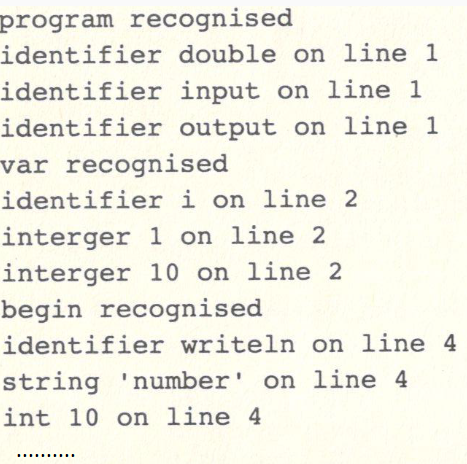 program recognised
identifier double on line 1
identifier input on line 1
identifier output on line 1
var recognised
identifier i on line 2
interger 1 on line 2
interger 10 on line 2
begin recognised
identifier writeln on line 4
string 'number' on line 4
int 10 on line 4
..........